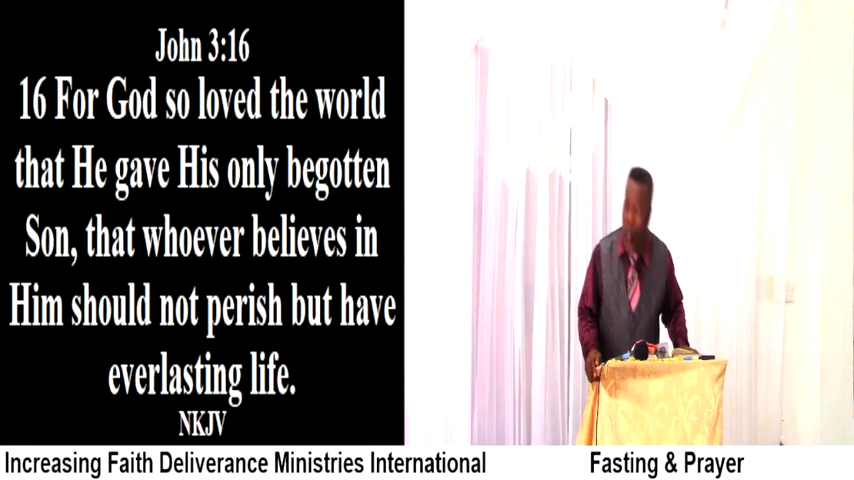 John 3:16
16 For God so loved the world
that He gave His only begotten
Son, that whoever believes in
Him should not perish but have
everlasting life.
NKJV
Increasing Faith Deliverance Ministries International
Fasting & Prayer